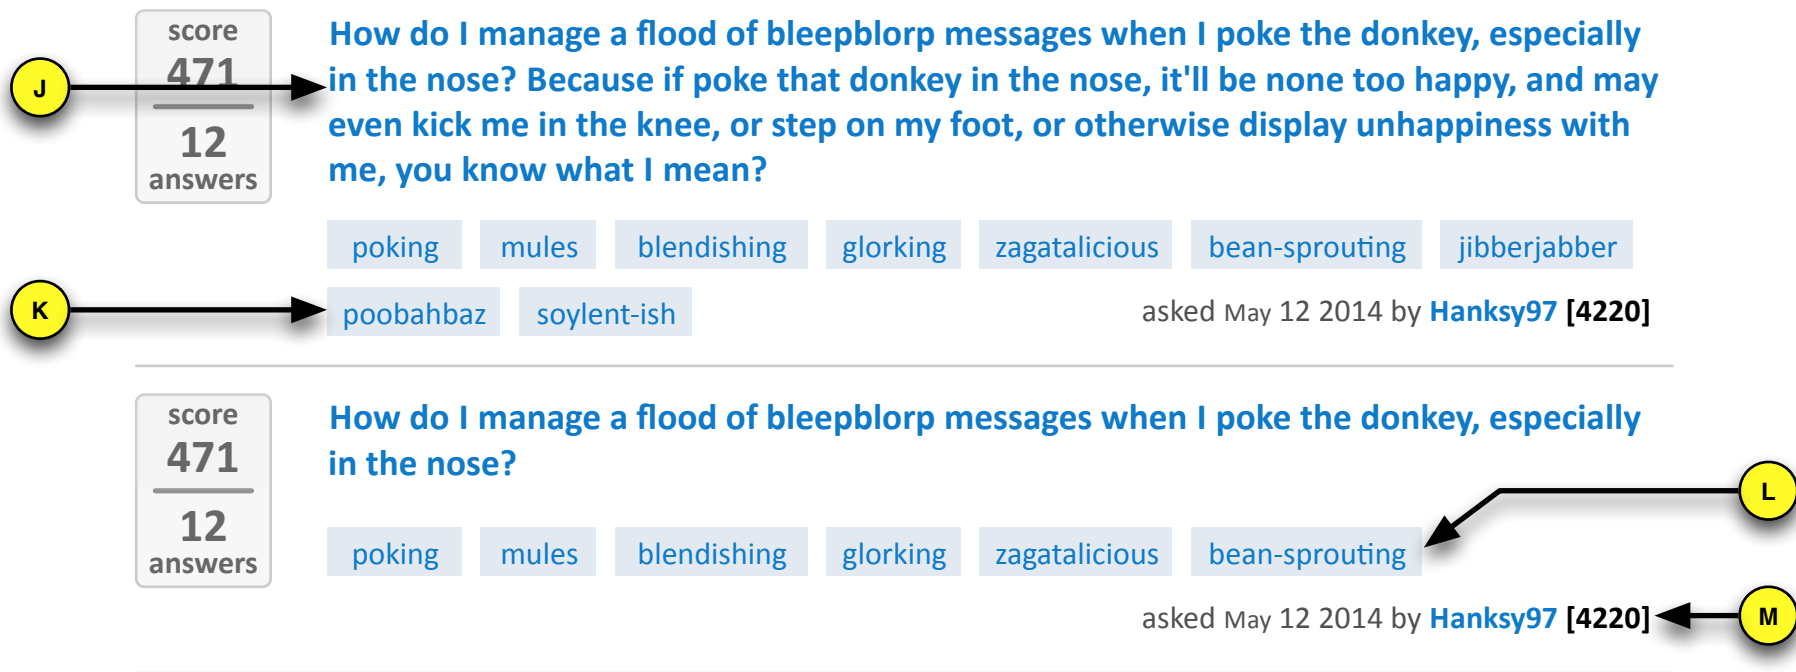 score
471
12
answers
How do I manage a flood of bleepblorp messages when I poke the donkey, especially
in the nose? Because if poke that donkey in the nose, it'll be none too happy, and may
even kick me in the knee, or step on my foot, or otherwise display unhappiness with
me, you know what I mean?
J
poking mules blendishing glorking zagatalicious bean-sprouting jibberjabber
K
poobahbaz soylent-ish
asked May 12 2014 by Hanksy97 [4220]
score
471
12
answers
How do I manage a flood of bleepblorp messages when I poke the donkey, especially
in the nose?
L
poking mules blendishing glorking zagatalicious bean-sprouting
asked May 12 2014 by Hanksy97 [4220]
M